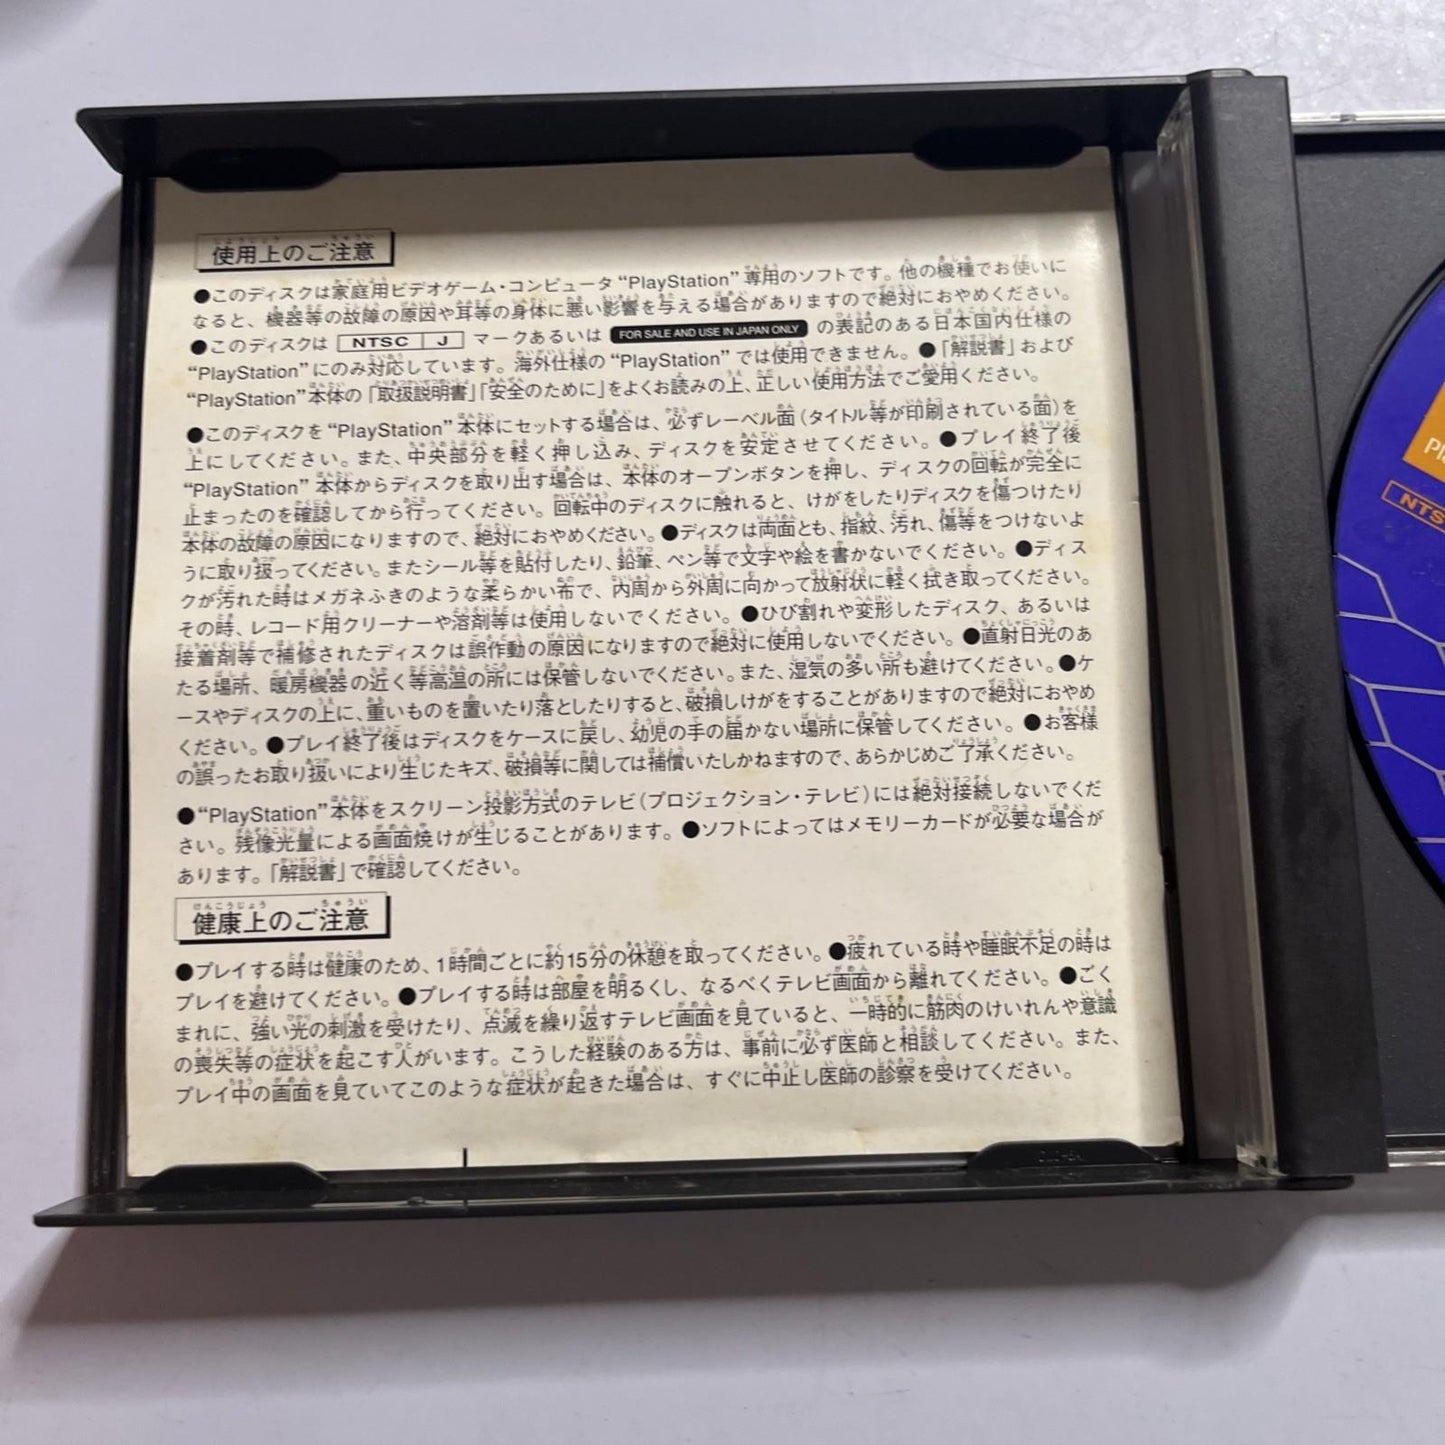 使用上のご注意
●このディスクは家庭用ビデオゲーム・コンピュータ“PlayStation”専用のソフトです。他の機種でお使いに
なると、機器等の故障の原因や耳等の身体に悪い影響を与える場合がありますので絶対におやめください。
●このディスクは NTSC J マークあるいは FOR SALE AND USE IN JAPAN ONLY の表記のある日本国内仕様の
“PlayStation”にのみ対応しています。海外仕様の“PlayStation”では使用できません。●「解説書」および
“PlayStation”本体の「取扱説明書」「安全のために」をよくお読みの上、正しい使用方法でご愛用ください。
●このディスクを“PlayStation”本体にセットする場合は、必ずレーベル面(タイトル等が印刷されている面)を
上にしてください。また、中央部分を軽く押し込み、ディスクを安定させてください。●プレイ終了後
“PlayStation”本体からディスクを取り出す場合は、本体のオープンボタンを押し、ディスクの回転が完全に
止まったのを確認してから行ってください。回転中のディスクに触れると、けがをしたりディスクを傷つけたり
本体の故障の原因になりますので、絶対におやめください。●ディスクは両面とも、指紋、汚れ、傷等をつけないよ
うに取り扱ってください。またシール等を貼付したり、鉛筆、ペン等で文字や絵を書かないでください。●ディス
クが汚れた時はメガネふきのような柔らかい布で、内周から外周に向かって放射状に軽く拭き取ってください。
その時、レコード用クリーナーや溶剤等は使用しないでください。●ひび割れや変形したディスク、あるいは
接着剤等で補修されたディスクは誤作動の原因になりますので絶対に使用しないでください。●直射日光のあ
たる場所、暖房機器の近く等高温の所には保管しないでください。また、湿気の多い所も避けてください。●ケ
ースやディスクの上に、重いものを置いたり落としたりすると、破損しけがをすることがありますので絶対におやめ
ください。●プレイ終了後はディスクをケースに戻し、幼児の手の届かない場所に保管してください。●お客様
の誤ったお取り扱いにより生じたキズ、破損等に関しては補償いたしかねますので、あらかじめご了承ください。
●“PlayStation”本体をスクリーン投影方式のテレビ(プロジェクション・テレビ)には絶対接続しないでくだ
さい。残像光量による画面焼けが生じることがあります。●ソフトによってはメモリーカードが必要な場合が
あります。「解説書」で確認してください。
健康上のご注意
●プレイする時は健康のため、1時間ごとに約15分の休憩を取ってください。●疲れている時や睡眠不足の時は
プレイを避けてください。●プレイする時は部屋を明るくし、なるべくテレビ画面から離れてください。●ごく
まれに、強い光の刺激を受けたり、点滅を繰り返すテレビ画面を見ていると、一時的に筋肉のけいれんや意識
の喪失等の症状を起こす人がいます。こうした経験のある方は、事前に必ず医師と相談してください。また、
プレイ中の画面を見ていてこのような症状が起きた場合は、すぐに中止し医師の診察を受けてください。